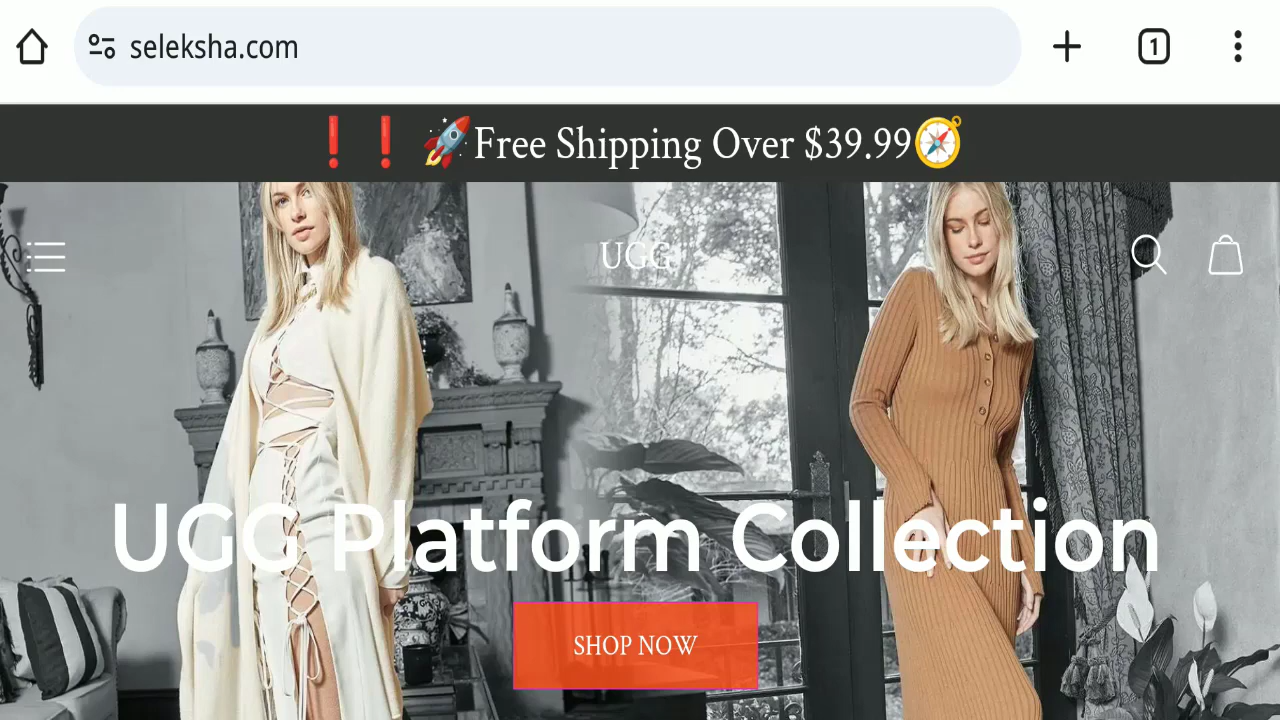 seleksha.com
1
❗❗🚀Free Shipping Over $39.99🧭
UGG
UGG Platform Collection
SHOP NOW